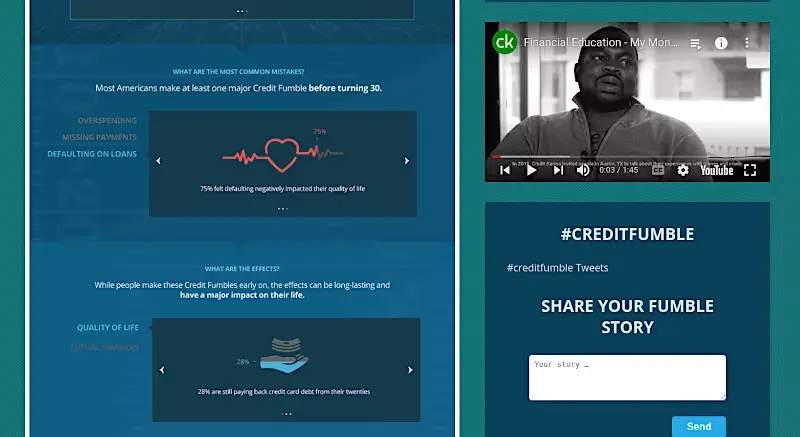 WHAT ARE THE MOST COMMON MISTAKES?
Most Americans make at least one major Credit Fumble before turning 30.
OVERSPENDING
MISSING PAYMENTS
DEFAULTING ON LOANS
75%
75% felt defaulting negatively impacted their quality of life
WHAT ARE THE EFFECTS?
While people make these Credit Fumbles early on, the effects can be long-lasting and
have a major impact on their life.
QUALITY OF LIFE
FUTURE FINANCES
28%
28% are still paying back credit card debt from their twenties
ck
Financial Education - My Mon...
In 2015, Credit Karma invited people in Austin, TX to talk about their experiences with money and credit
0:03 / 1:45
CC
YouTube
#CREDITFUMBLE
#creditfumble Tweets
SHARE YOUR FUMBLE
STORY
Your story …
Send